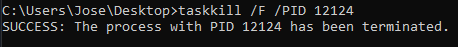 C:\Users\Jose\Desktop>taskkill /F /PID 12124
SUCCESS: The process with PID 12124 has been terminated.